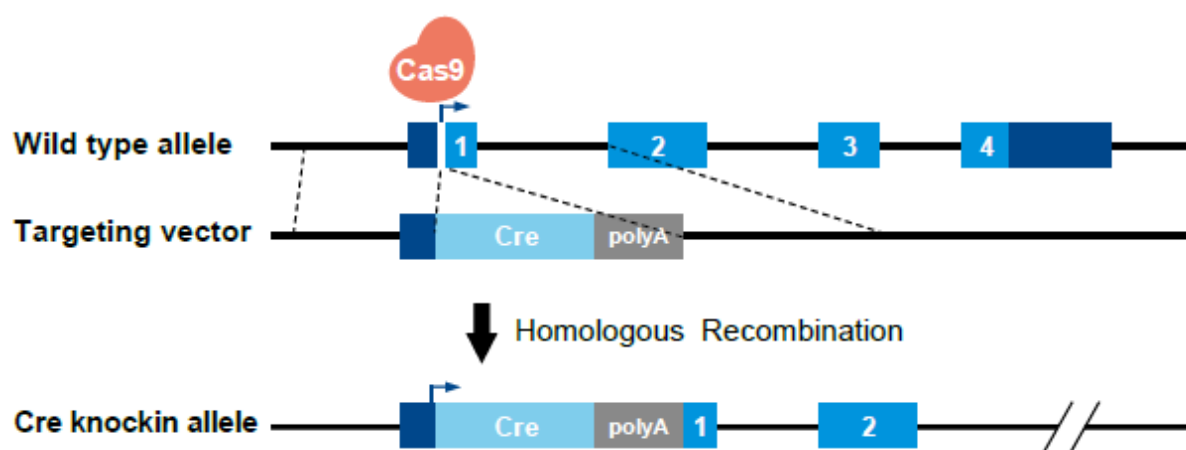 Cas9
Wild type allele 1 2 3 4
Targeting vector Cre polyA
Homologous Recombination
Cre knockin allele Cre polyA 1 2